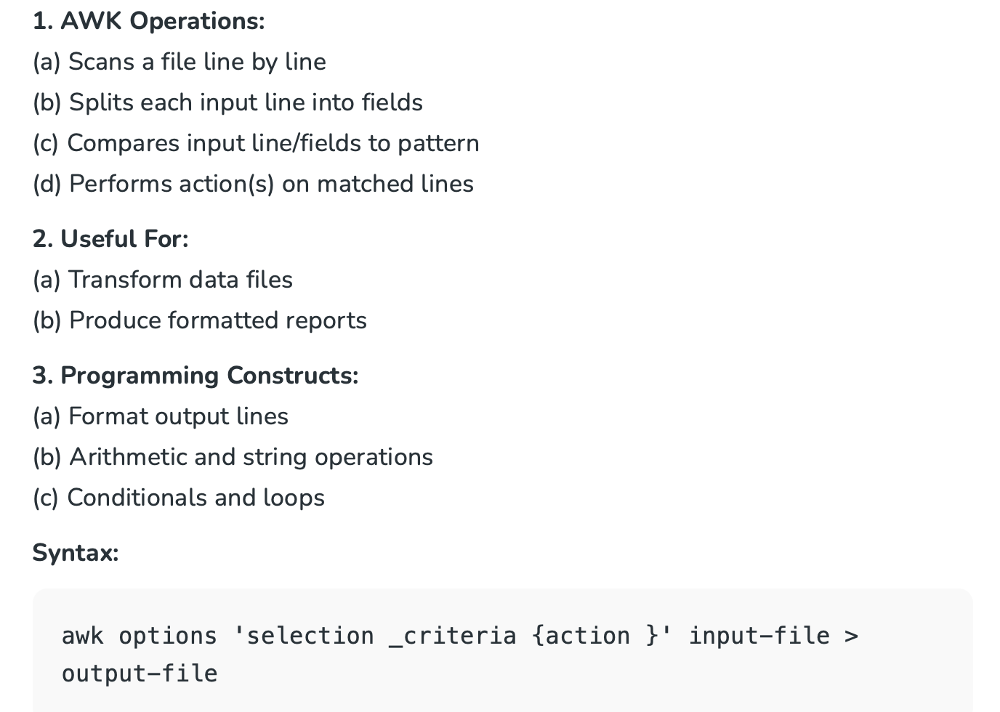 1. AWK Operations:
(a) Scans a file line by line
(b) Splits each input line into fields
(c) Compares input line/fields to pattern
(d) Performs action(s) on matched lines
2. Useful For:
(a) Transform data files
(b) Produce formatted reports
3. Programming Constructs:
(a) Format output lines
(b) Arithmetic and string operations
(c) Conditionals and loops
Syntax:
awk options 'selection _criteria {action }' input-file >
output-file